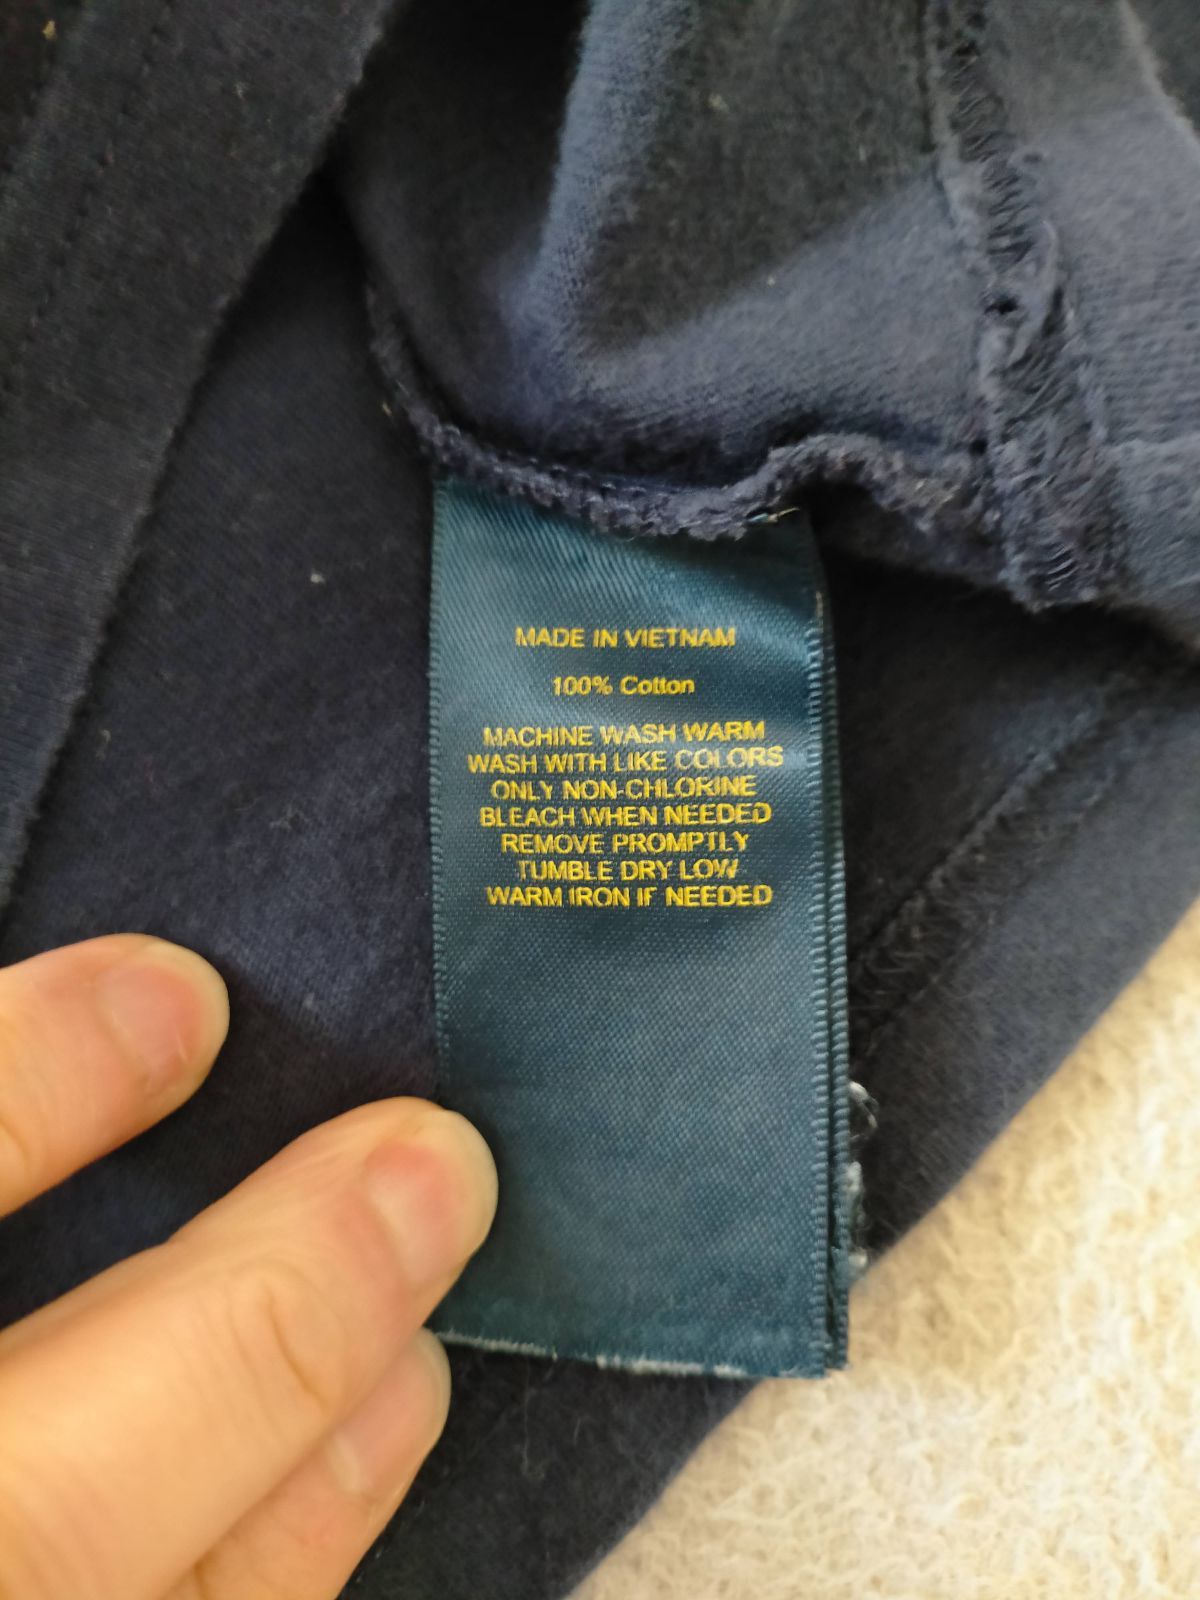 MADE IN VIETNAM
100% Cotton
MACHINE WASH WARM
WASH WITH LIKE COLORS
ONLY NON-CHLORINE
BLEACH WHEN NEEDED
REMOVE PROMPTLY
TUMBLE DRY LOW
WARM IRON IF NEEDED